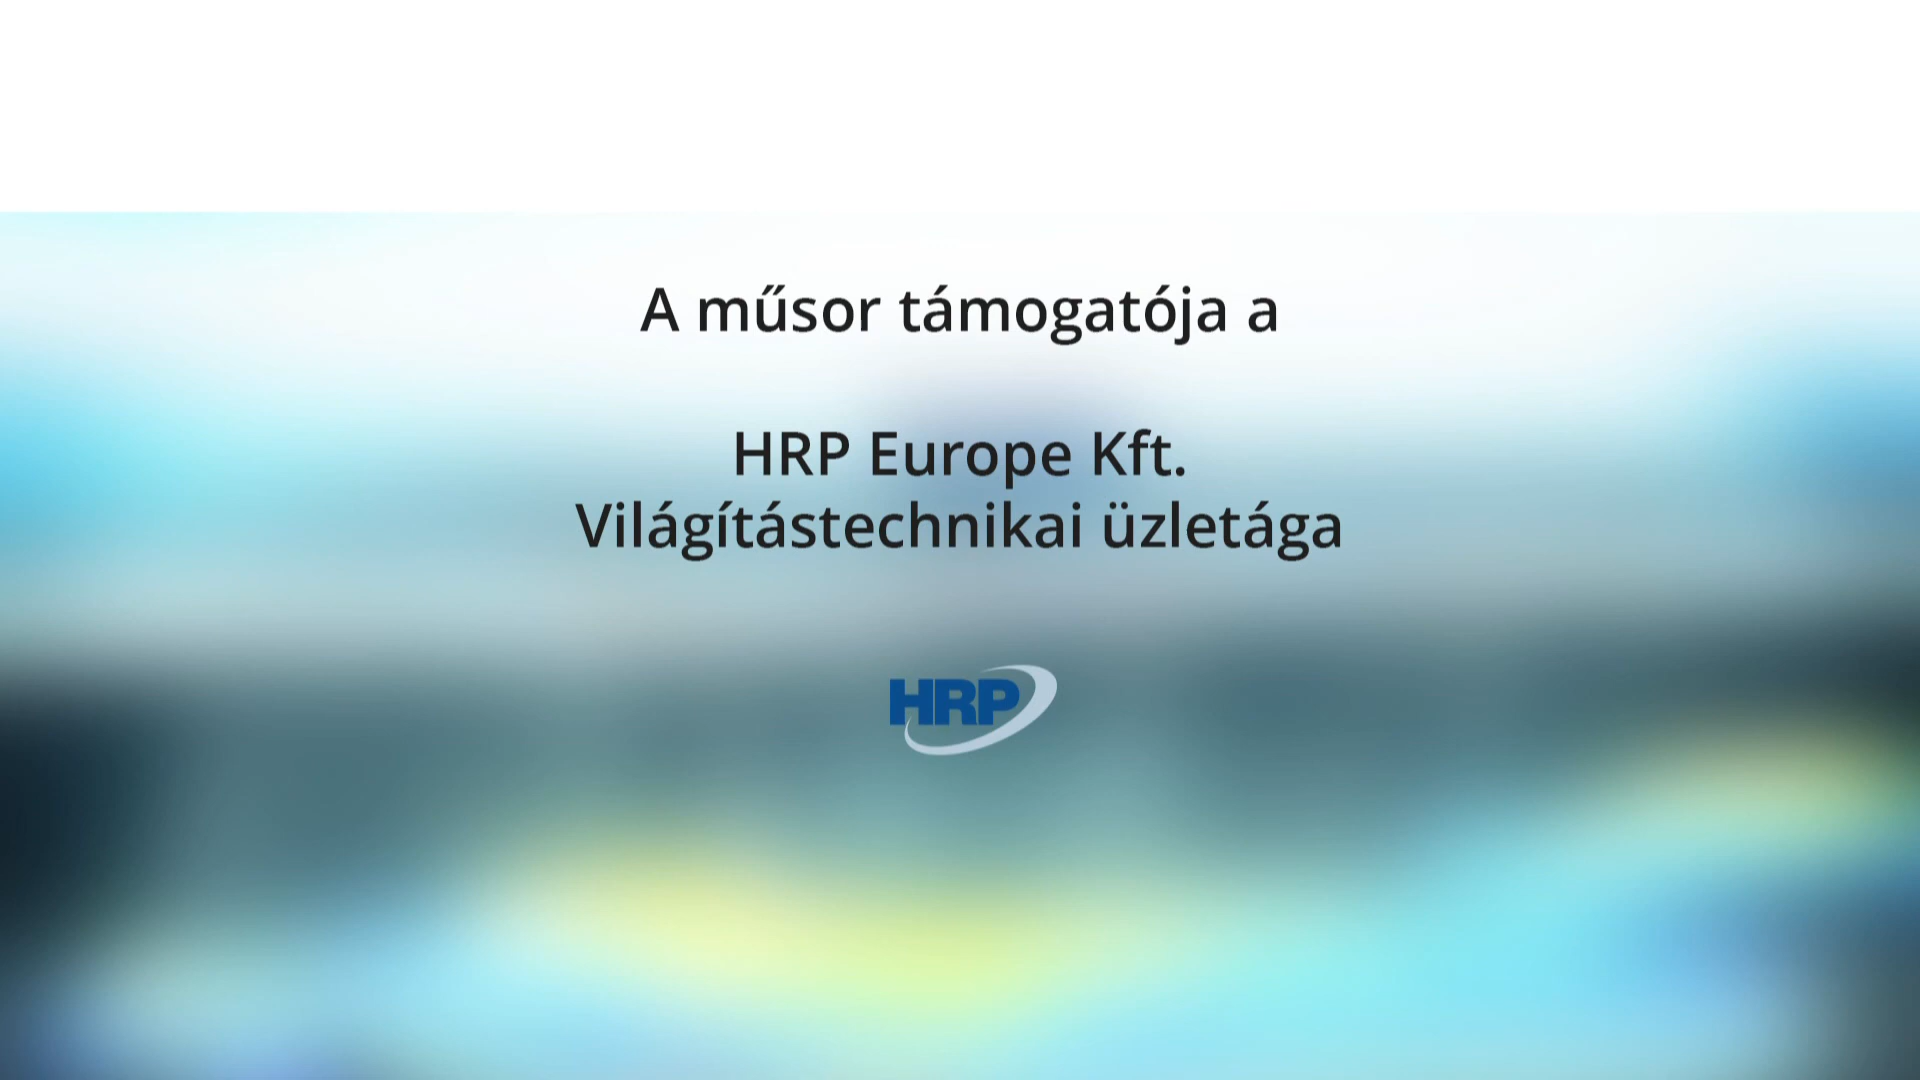 A műsor támogatója a
HRP Europe Kft.
Világítástechnikai üzletága
HRP